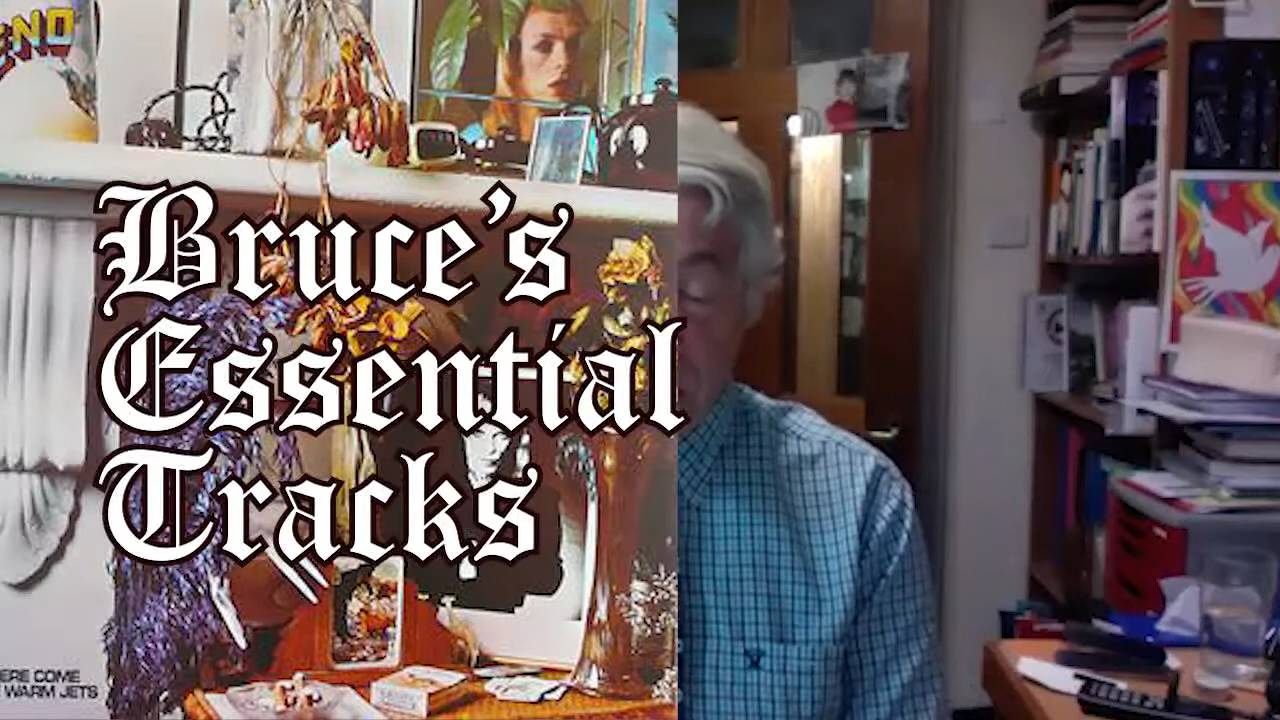 ENO
Bruce's
Essential
Tracks
ERE COME
WARM JETS